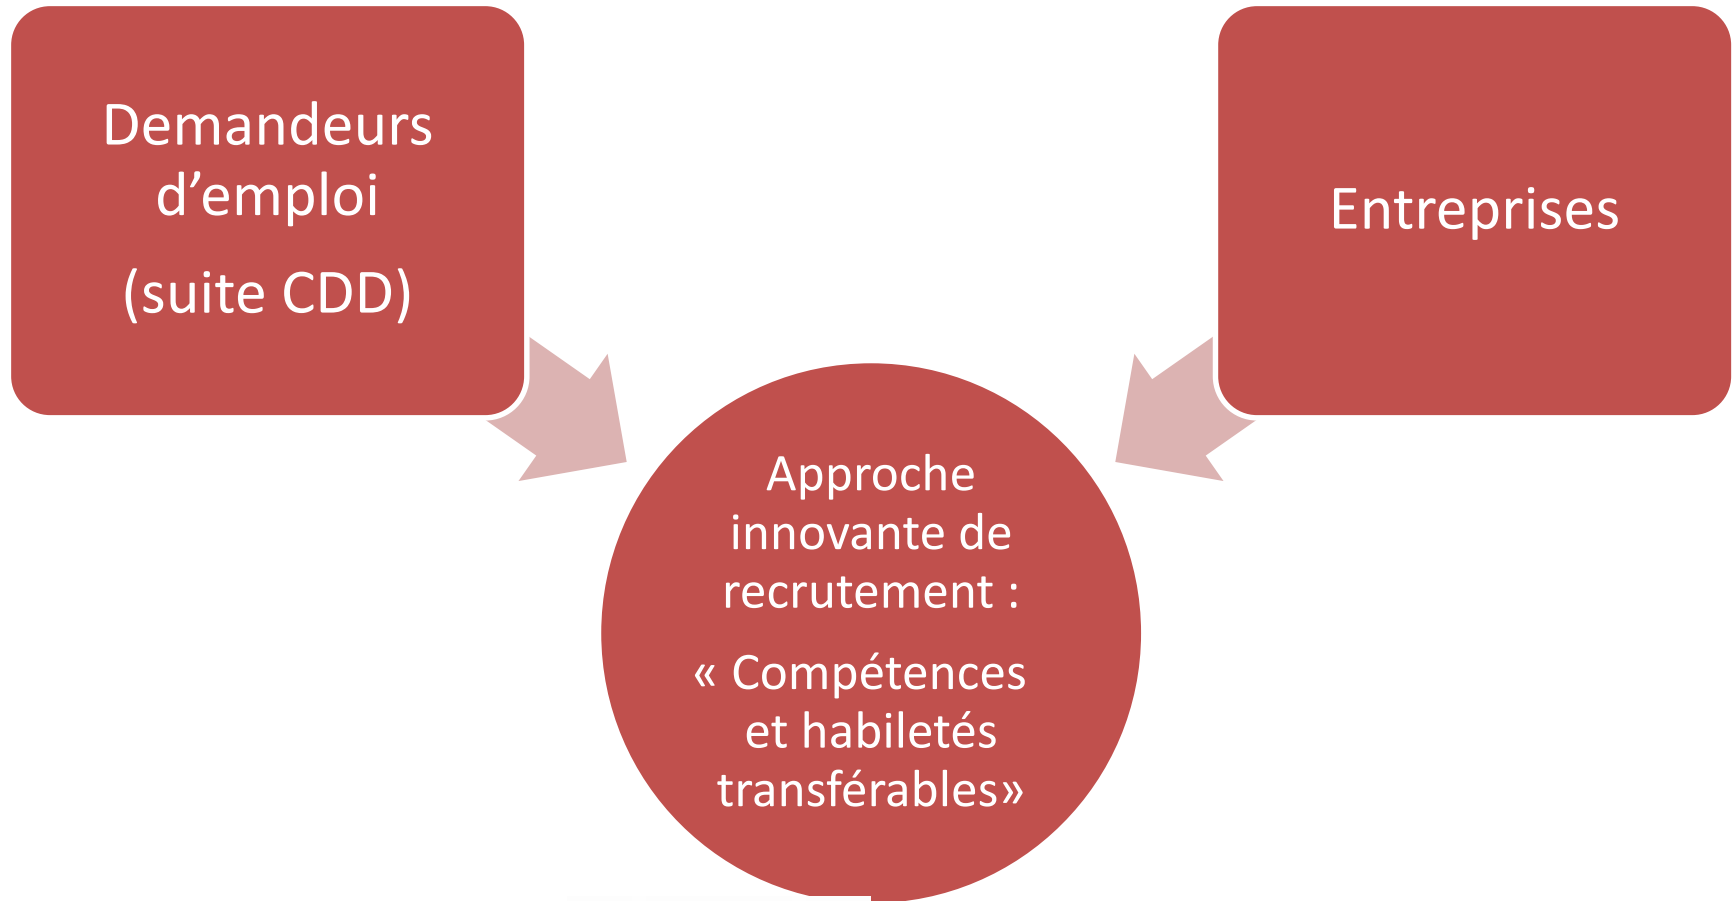 Demandeurs
d’emploi
(suite CDD)
Entreprises
Approche
innovante de
recrutement :
« Compétences
et habiletés
transférables»